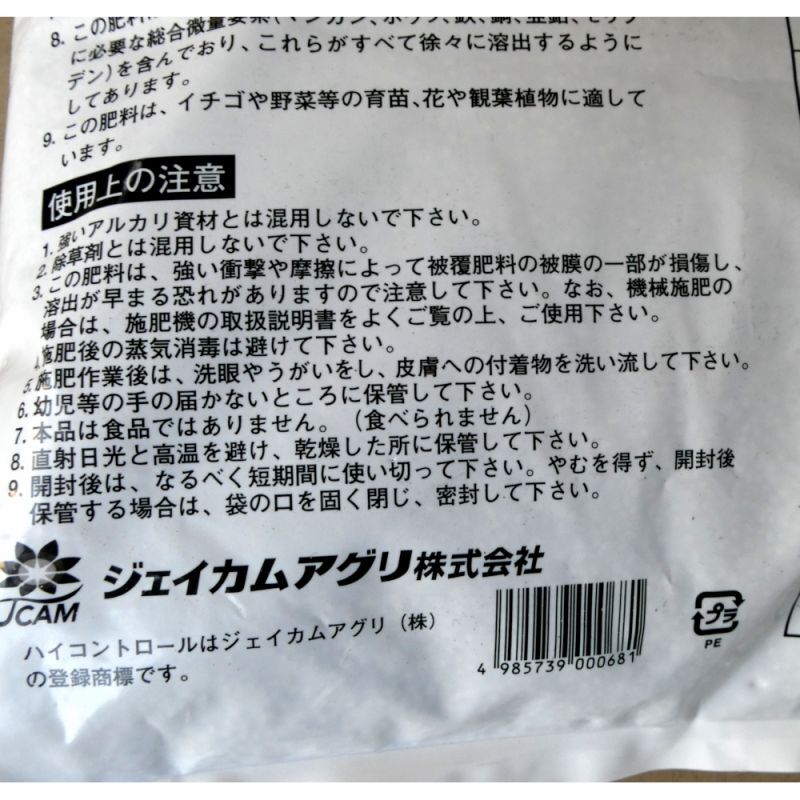 8. この肥料
に必要な総合微量要素(マンガン、ホウソ、鉄、銅、亜鉛、モリブ
デン)を含んでおり、これらがすべて徐々に溶出するように
してあります。
9. この肥料は、イチゴや野菜等の育苗、花や観葉植物に適して
います。
使用上の注意
1. 強いアルカリ資材とは混用しないで下さい。
2. 除草剤とは混用しないで下さい。
3. この肥料は、強い衝撃や摩擦によって被覆肥料の被膜の一部が損傷し、
溶出が早まる恐れがありますので注意して下さい。なお、機械施肥の
場合は、施肥機の取扱説明書をよくご覧の上、ご使用下さい。
4. 施肥後の蒸気消毒は避けて下さい。
5. 施肥作業後は、洗眼やうがいをし、皮膚への付着物を洗い流して下さい。
6. 幼児等の手の届かないところに保管して下さい。
7. 本品は食品ではありません。(食べられません)
8. 直射日光と高温を避け、乾燥した所に保管して下さい。
9. 開封後は、なるべく短期間に使い切って下さい。やむを得ず、開封後
保管する場合は、袋の口を固く閉じ、密封して下さい。
JCAM
ジェイカムアグリ株式会社
ハイコントロールはジェイカムアグリ(株)
の登録商標です。
4 985739 000681
プラ
PE